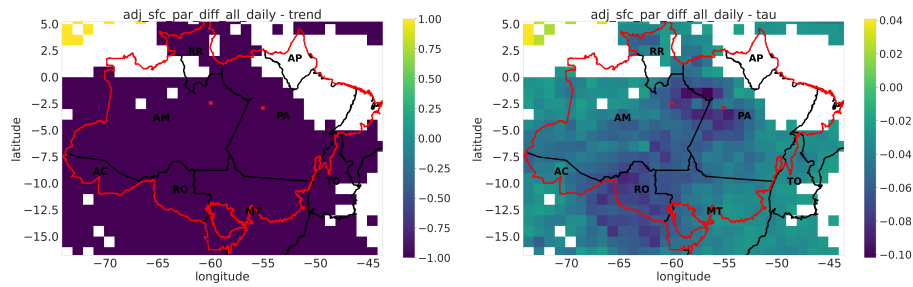 adj_sfc_par_diff_all_daily - trend
5.0
2.5
0.0
−2.5
−5.0
−7.5
−10.0
−12.5
−15.0
latitude
RR
AP
AM
PA
AC
RO
TO
MT
−70
−65
−60
−55
−50
−45
longitude
1.00
0.75
0.50
0.25
0.00
−0.25
−0.50
−0.75
−1.00
adj_sfc_par_diff_all_daily - tau
5.0
2.5
0.0
−2.5
−5.0
−7.5
−10.0
−12.5
−15.0
latitude
RR
AP
AM
PA
AC
RO
TO
MT
−70
−65
−60
−55
−50
−45
longitude
0.04
0.02
0.00
−0.02
−0.04
−0.06
−0.08
−0.10